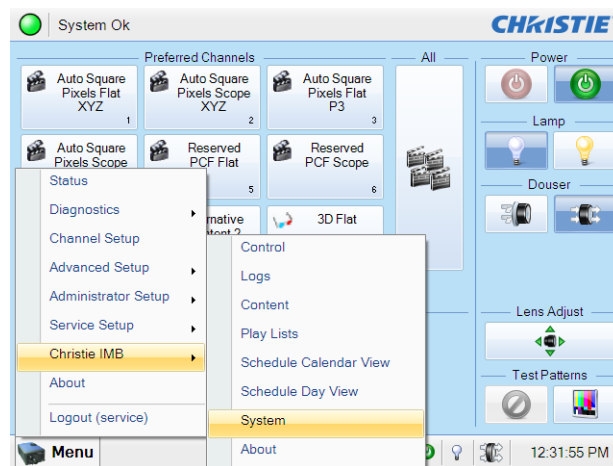 System Ok
CHRISTIE
Preferred Channels
All
Power
Auto Square
Pixels Flat
XYZ
1
Auto Square
Pixels Scope
XYZ
2
Auto Square
Pixels Flat
P3
3
Lamp
Auto Square
Pixels Scope
Reserved
PCF Flat
5
Reserved
PCF Scope
6
Douser
3D Flat
Status
Diagnostics
Channel Setup
Advanced Setup
Administrator Setup
Service Setup
Christie IMB
About
Logout (service)
Control
Logs
Content
Play Lists
Schedule Calendar View
Schedule Day View
System
About
Lens Adjust
Test Patterns
Menu
12:31:55 PM